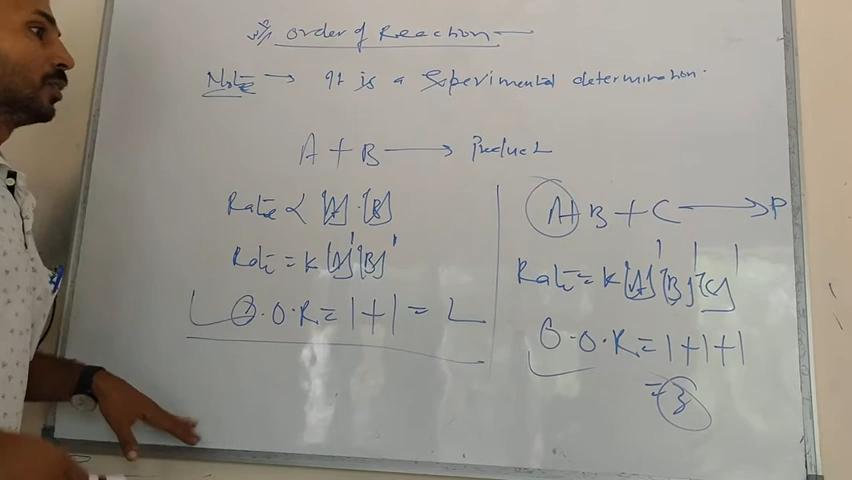 order of Reaction
Note → It is a Experimental determination.
A + B → Product
Rate ∝ [A] · [B]
Rate = K [A]¹ [B]¹
O.O.R = 1 + 1 = 2
A + B + C → P
Rate = K [A]¹ [B]¹ [C]¹
O.O.R = 1 + 1 + 1
= 3